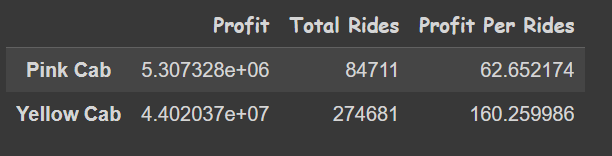 Profit Total Rides Profit Per Rides
Pink Cab 5.307328e+06 84711 62.652174
Yellow Cab 4.402037e+07 274681 160.259986